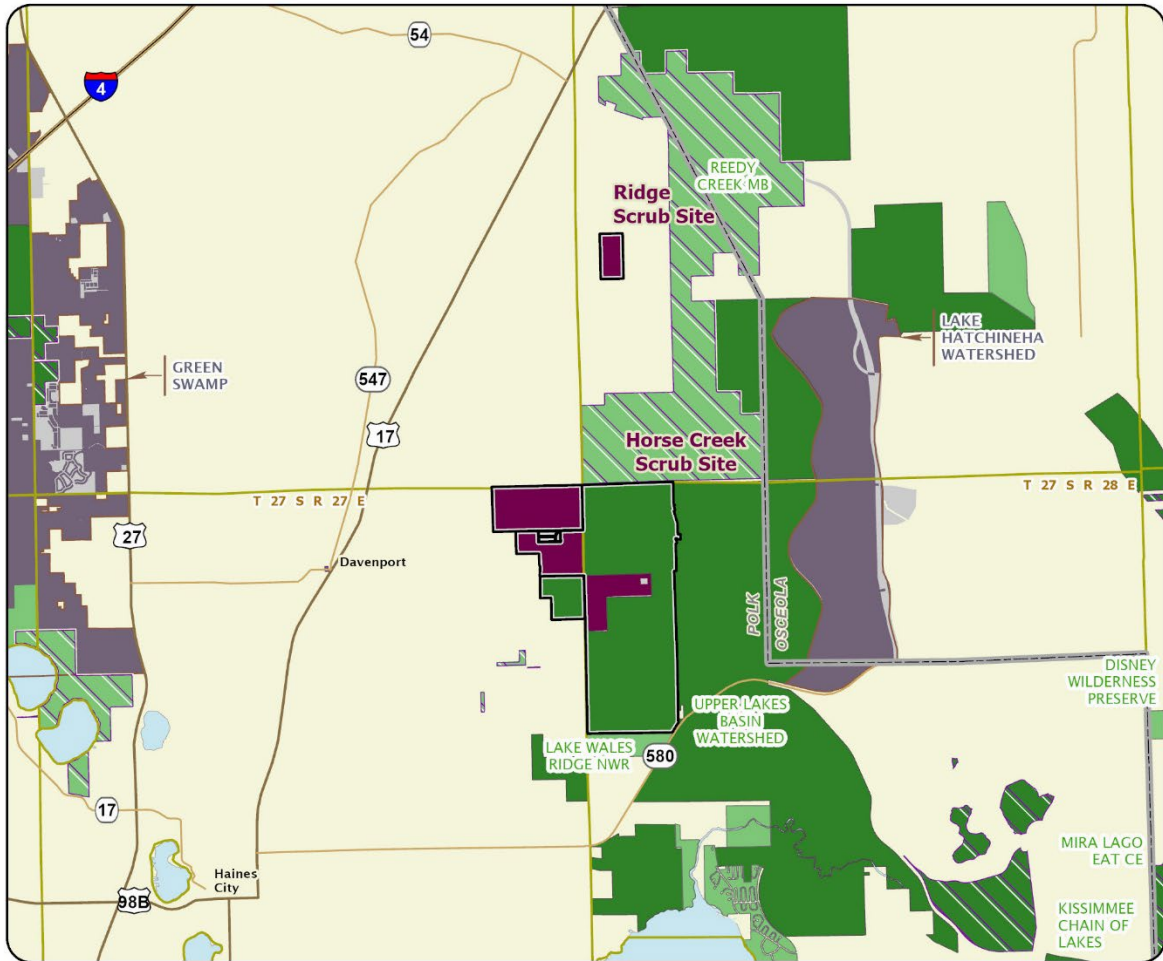 54
4
REEDY
CREEK MB
Ridge
Scrub Site
LAKE
HATCHINEHA
WATERSHED
GREEN
SWAMP
547
17
Horse Creek
Scrub Site
T 27 S R 27 E
T 27 S R 28 E
27
Davenport
POLK
OSCEOLA
DISNEY
WILDERNESS
PRESERVE
UPPER LAKES
BASIN
WATERSHED
LAKE WALES
RIDGE NWR
580
17
MIRA LAGO
EAT CE
Haines
City
98B
KISSIMMEE
CHAIN OF
LAKES